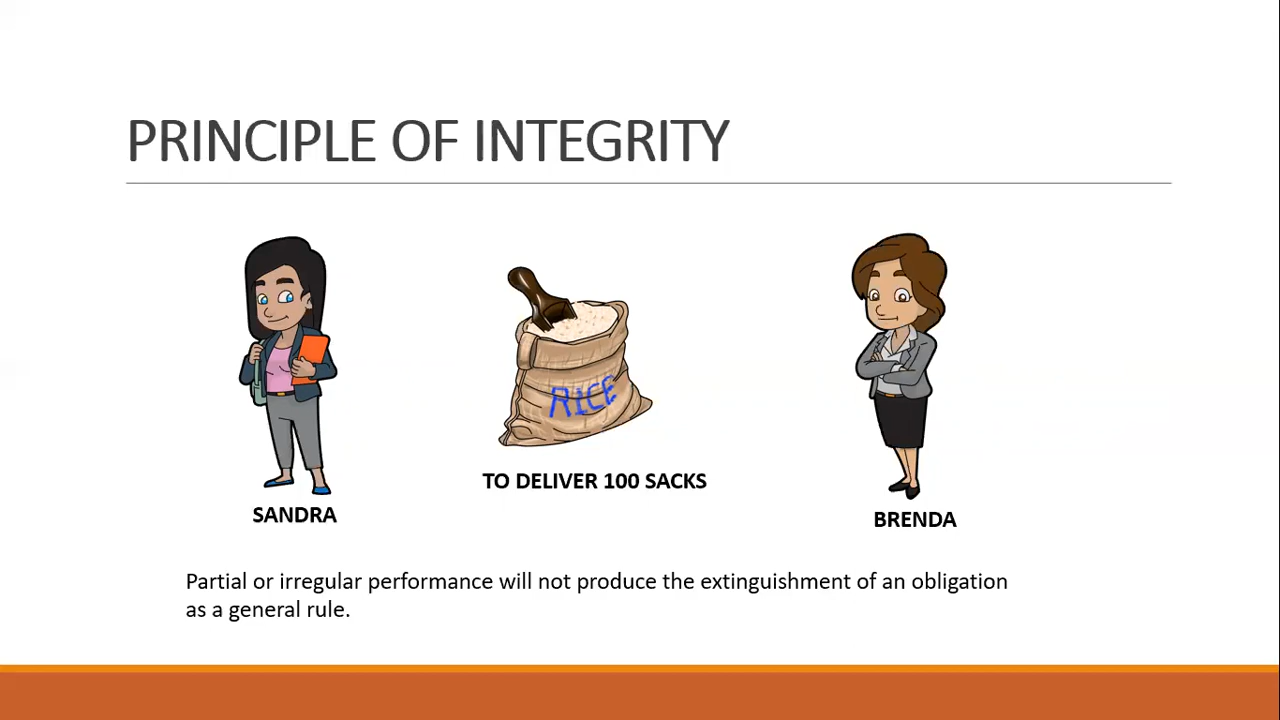 PRINCIPLE OF INTEGRITY
RICE
TO DELIVER 100 SACKS
SANDRA
BRENDA
Partial or irregular performance will not produce the extinguishment of an obligation
as a general rule.